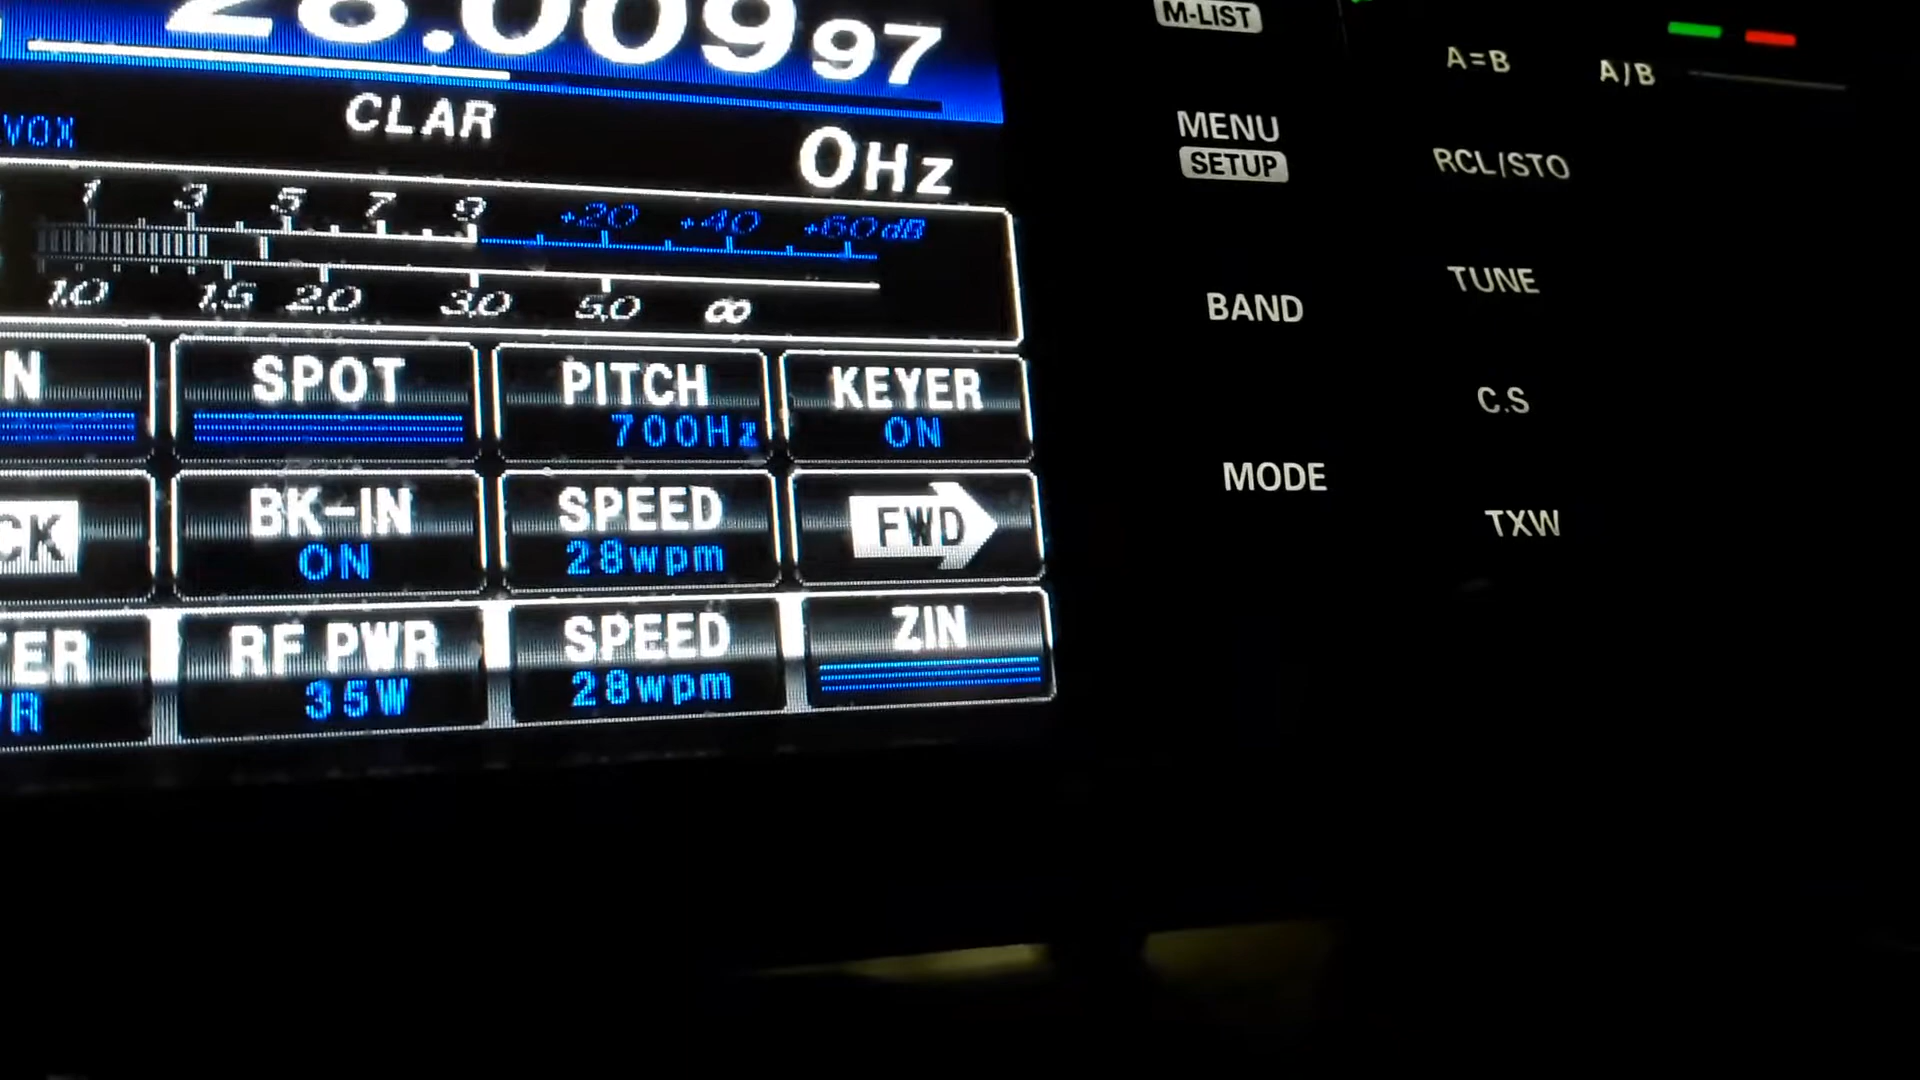 28.00997
M-LIST
A=B
A/B
VOX
CLAR
0Hz
MENU
SETUP
RCL/STO
1 3 5 7 9 +20 +40 +60dB
1.0 1.5 2.0 3.0 5.0 ∞
BAND
TUNE
N
SPOT
PITCH
700Hz
KEYER
ON
C.S
CK
BK-IN
ON
SPEED
28wpm
FWD
MODE
TXW
TER
RF PWR
35W
SPEED
28wpm
ZIN